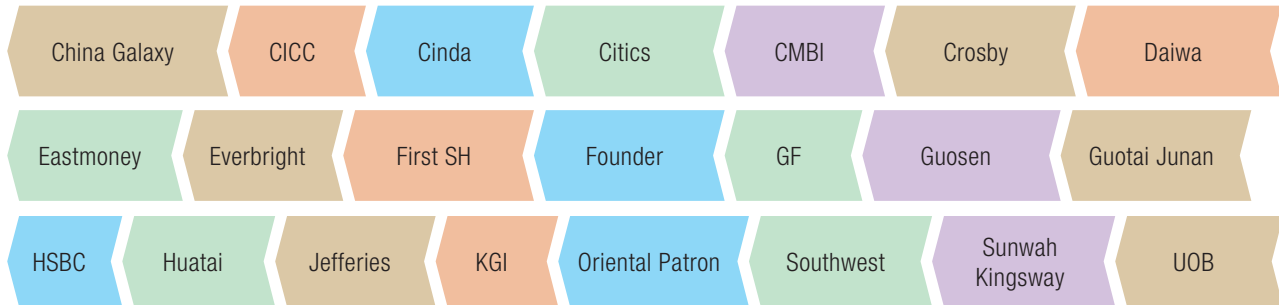 China Galaxy CICC Cinda Citics CMBI Crosby Daiwa
Eastmoney Everbright First SH Founder GF Guosen Guotai Junan
HSBC Huatai Jefferies KGI Oriental Patron Southwest Sunwah Kingsway UOB